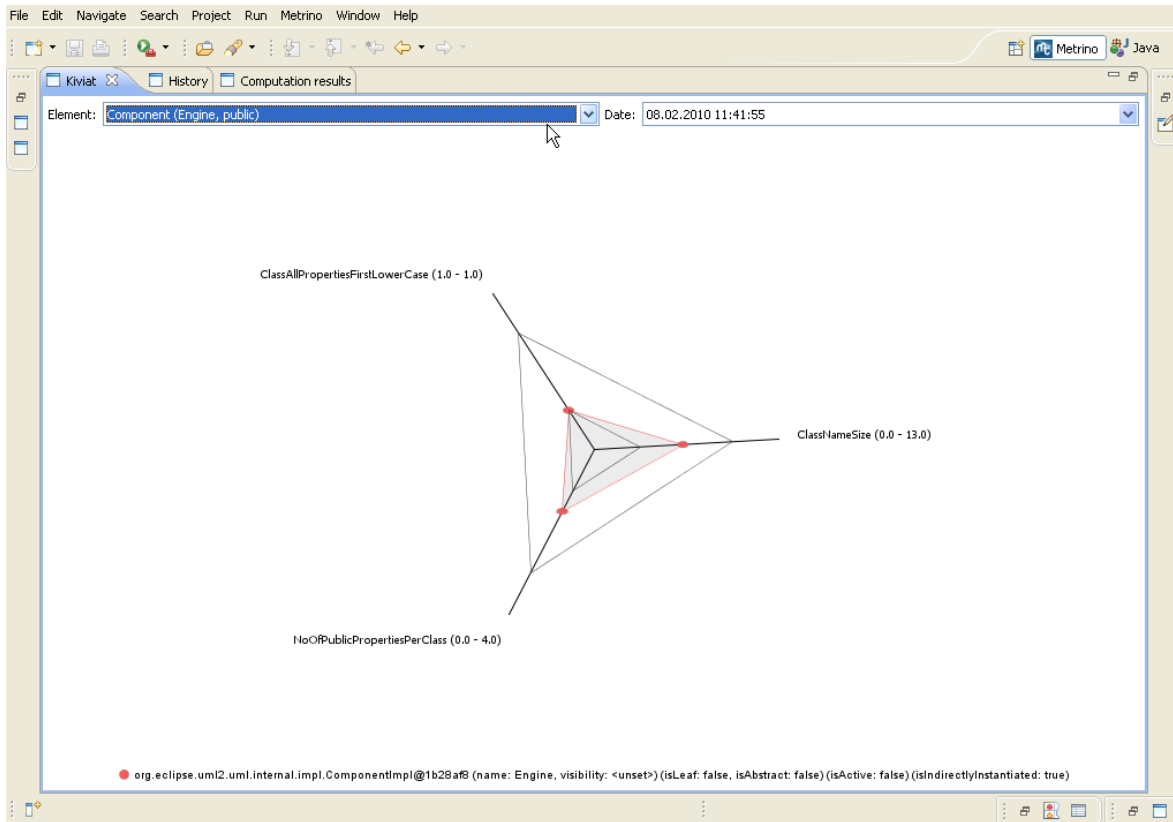 File Edit Navigate Search Project Run Metrino Window Help
Metrino Java
Kiviat History Computation results
Element: Component (Engine, public) Date: 08.02.2010 11:41:55
ClassAllPropertiesFirstLowerCase (1.0 - 1.0)
ClassNameSize (0.0 - 13.0)
NoOfPublicPropertiesPerClass (0.0 - 4.0)
org.eclipse.uml2.uml.internal.impl.ComponentImpl@1b28af8 (name: Engine, visibility: <unset>) (isLeaf: false, isAbstract: false) (isActive: false) (isIndirectlyInstantiated: true)